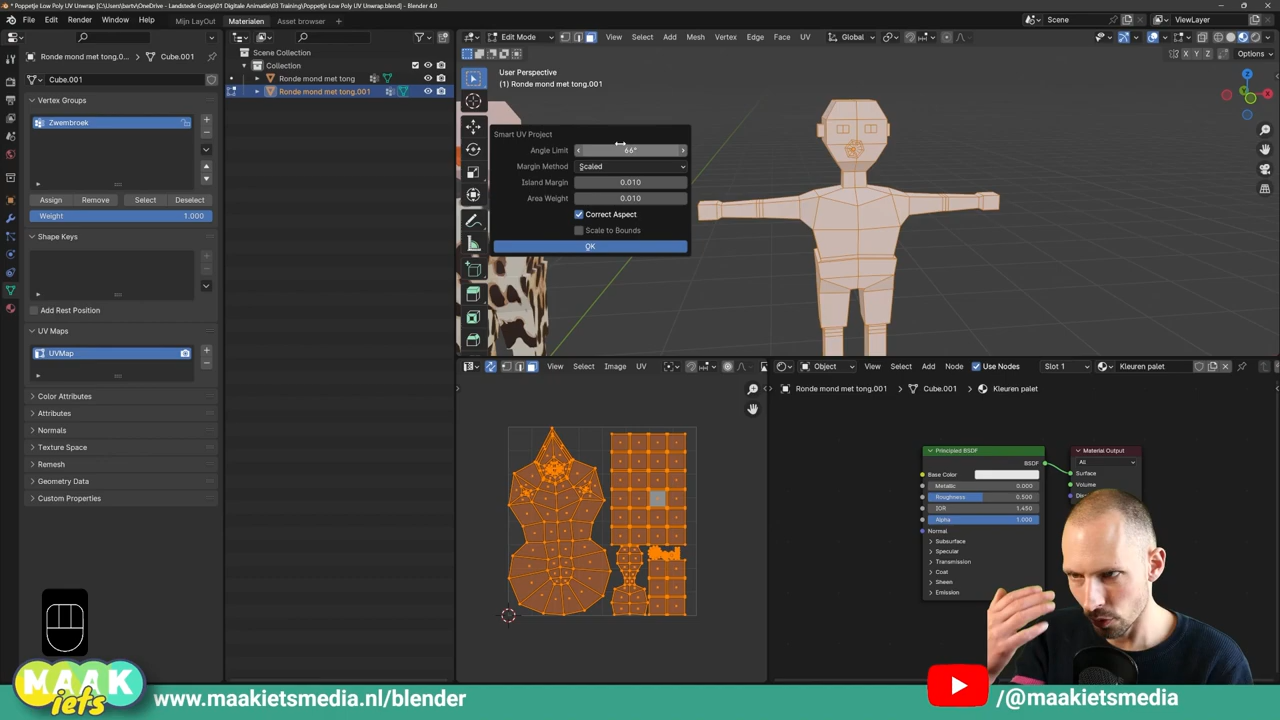 * Poppetje Low Poly UV Unwrap [C:\Users\bartv\OneDrive - Landstede Groep\01 Digitale Animatie\03 Training\Poppetje Low Poly UV Unwrap.blend] - Blender 4.0
File Edit Render Window Help Mijn LayOut Materialen Asset browser Scene ViewLayer
Ronde mond met tong.0... Cube.001
Cube.001
Vertex Groups
Zwembroek
Assign Remove Select Deselect
Weight 1.000
Shape Keys
Add Rest Position
UV Maps
UVMap
Color Attributes
Attributes
Normals
Texture Space
Remesh
Geometry Data
Custom Properties
Scene Collection
Collection
Ronde mond met tong
Ronde mond met tong.001
Edit Mode View Select Add Mesh Vertex Edge Face UV Global
X Y Z Options
User Perspective
(1) Ronde mond met tong.001
Smart UV Project
Angle Limit 66°
Margin Method Scaled
Island Margin 0.010
Area Weight 0.010
Correct Aspect
Scale to Bounds
OK
View Select Image UV
Object View Select Add Node Use Nodes Slot 1 Kleuren palet
Ronde mond met tong.001 Cube.001 Kleuren palet
Principled BSDF
BSDF
Base Color
Metallic 0.000
Roughness 0.500
IOR 1.450
Alpha 1.000
Normal
Subsurface
Specular
Transmission
Coat
Sheen
Emission
Material Output
All
Surface
Volume
MAAK
iets
www.maakietsmedia.nl/blender
/@maakietsmedia